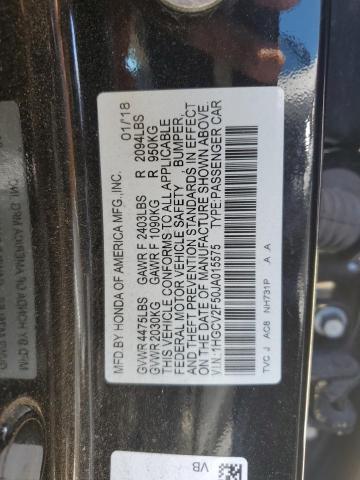 MFD.BY HONDA OF AMERICA MFG.,INC. 01/18
GVWR 4475LBS GAWR F 2403LBS R 2094LBS
GVWR 2030KG GAWR F 1090KG R 950KG
THIS VEHICLE CONFORMS TO ALL APPLICABLE
FEDERAL MOTOR VEHICLE SAFETY , BUMPER,
AND THEFT PREVENTION STANDARDS IN EFFECT
ON THE DATE OF MANUFACTURE SHOWN ABOVE.
V.I.N:1HGCV2F50JA015575 TYPE:PASSENGER CAR
TVC J AC8 NH731P A A
VB